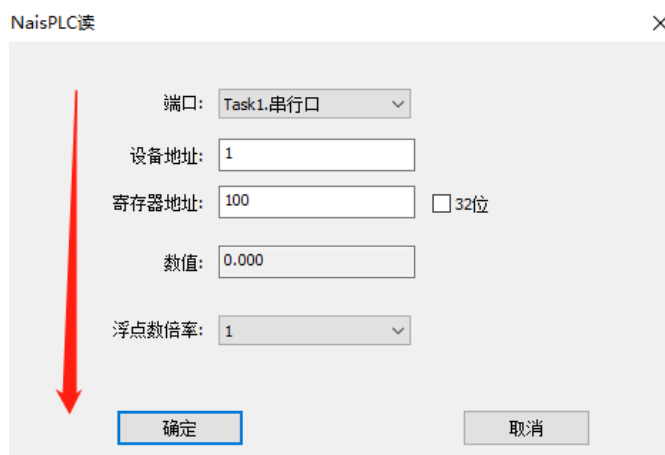 NaisPLC读
端口: Task1.串行口
设备地址: 1
寄存器地址: 100 32位
数值: 0.000
浮点数倍率: 1
确定 取消